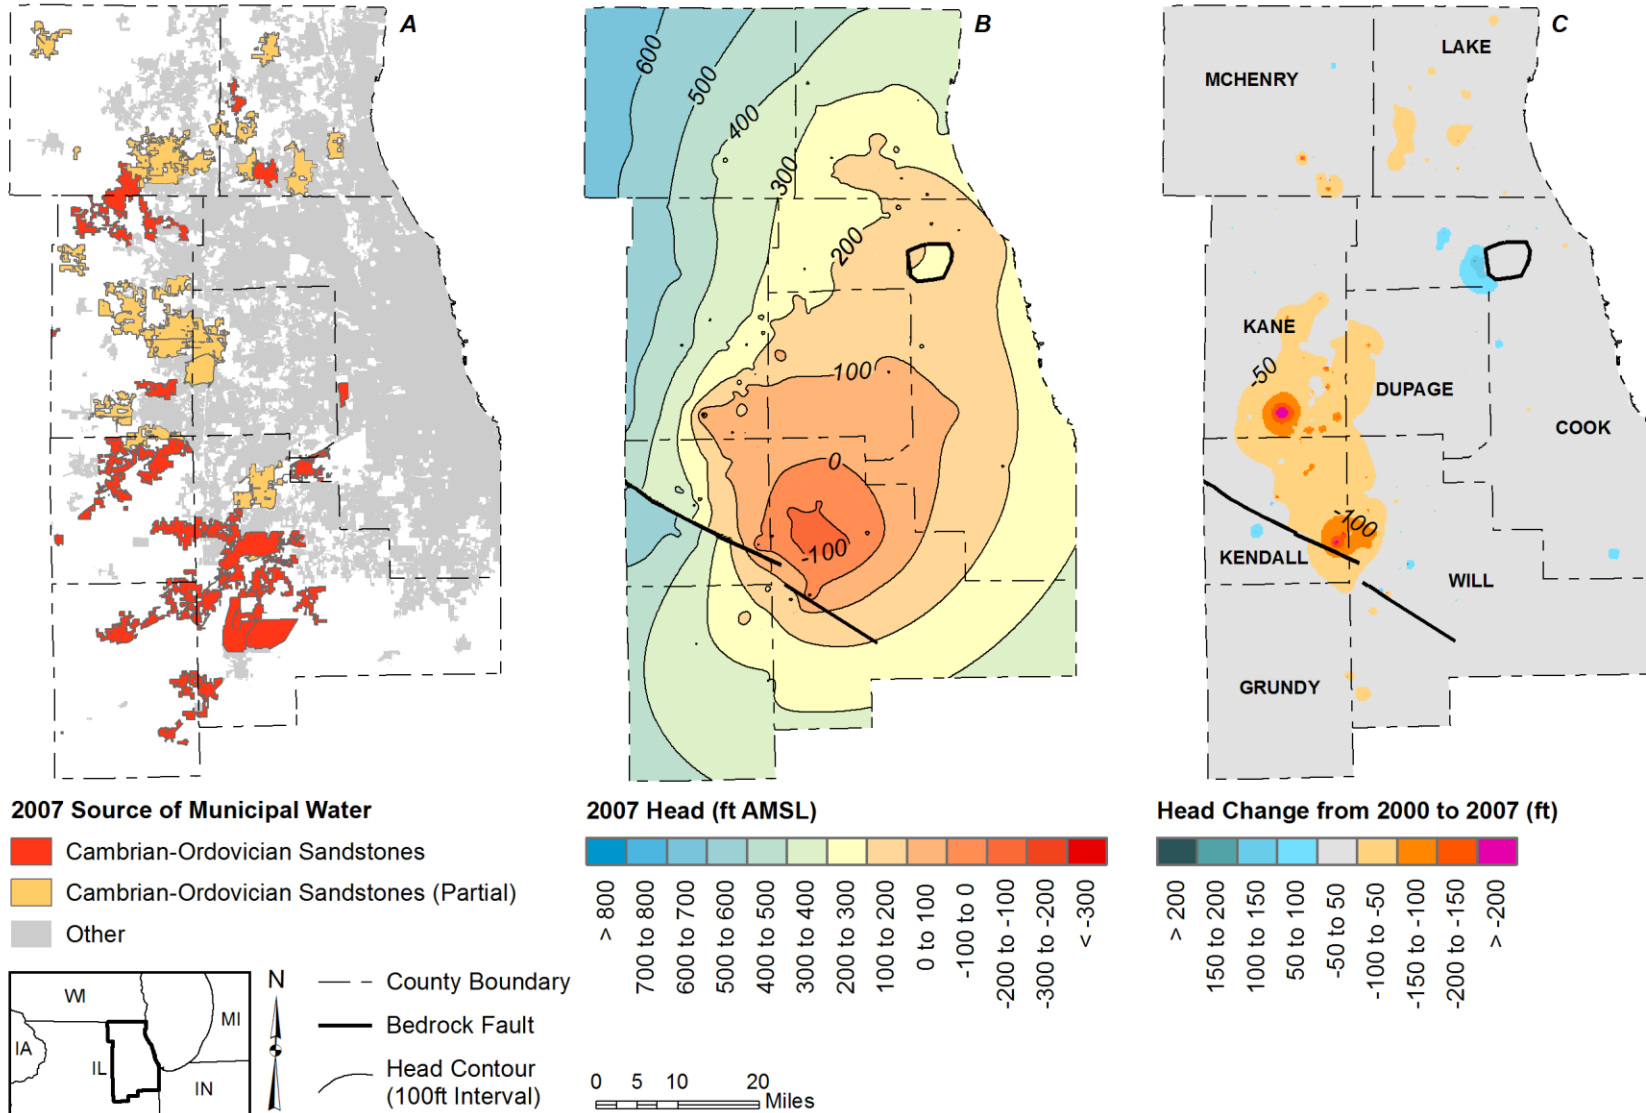 A
600
500
400
300
200
100
0
-100
B
C
LAKE
MCHENRY
KANE
-50
DUPAGE
COOK
-100
KENDALL
WILL
GRUNDY
2007 Source of Municipal Water
Cambrian-Ordovician Sandstones
Cambrian-Ordovician Sandstones (Partial)
Other
2007 Head (ft AMSL)
> 800
700 to 800
600 to 700
500 to 600
400 to 500
300 to 400
200 to 300
100 to 200
0 to 100
-100 to 0
-200 to -100
-300 to -200
< -300
Head Change from 2000 to 2007 (ft)
> 200
150 to 200
100 to 150
50 to 100
-50 to 50
-100 to -50
-150 to -100
-200 to -150
> -200
WI
MI
IA
IL
IN
N
County Boundary
Bedrock Fault
Head Contour
(100ft Interval)
0 5 10 20
Miles